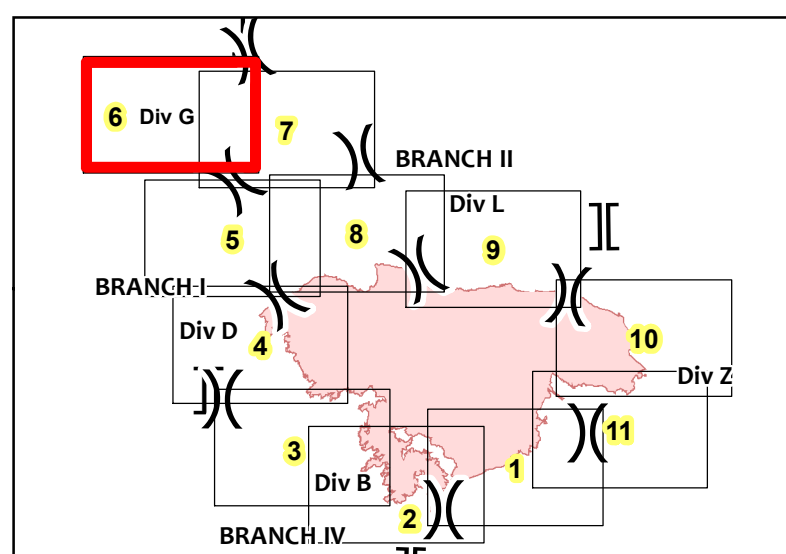 6 Div G
7
BRANCH II
Div L
5
8
9
BRANCH I
Div D
4
10
Div Z
3
11
1
Div B
2
BRANCH IV